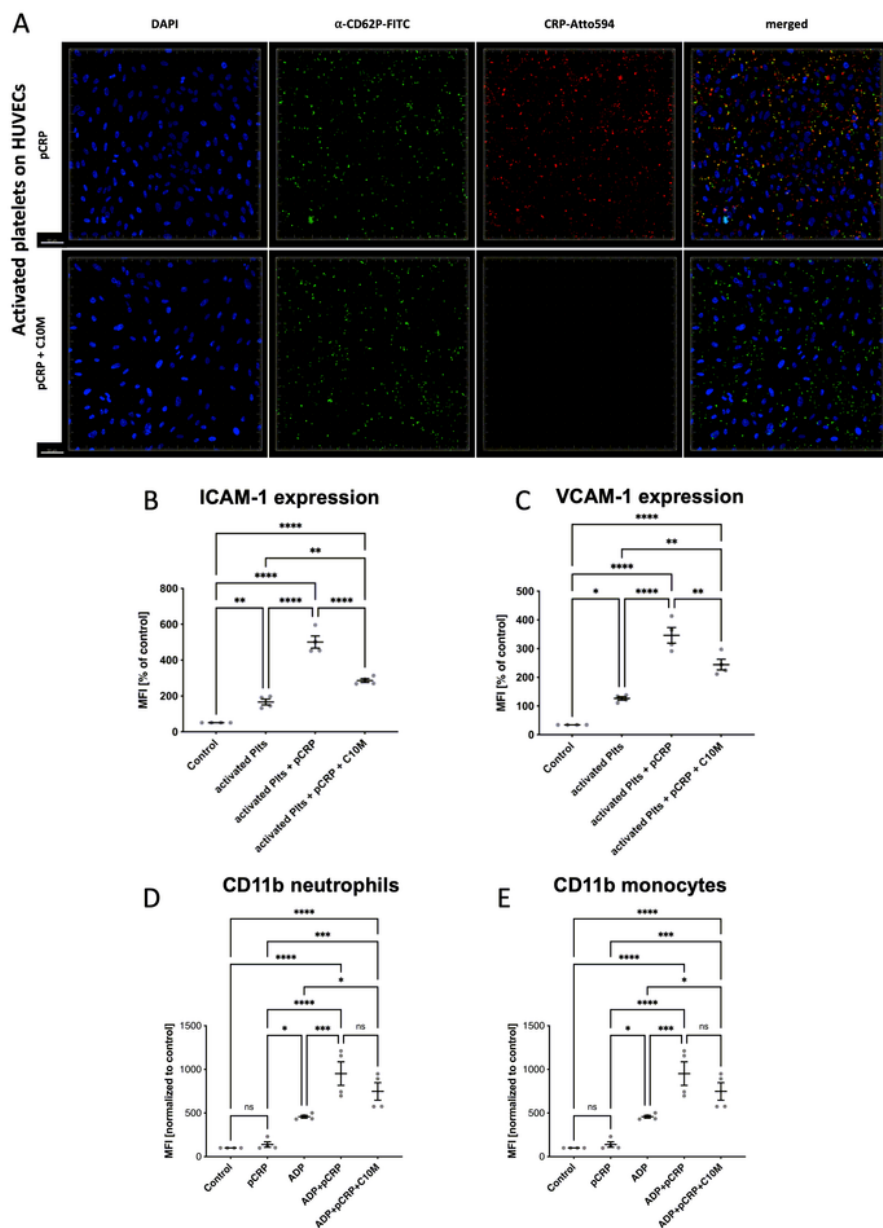 A
DAPI
α-CD62P-FITC
CRP-Atto594
merged
Activated platelets on HUVECs
pCRP
pCRP + C10M
B
ICAM-1 expression
****
**
****
**
****
****
MFI [% of control]
800
600
400
200
0
Control
activated Plts
activated Plts + pCRP
activated Plts + pCRP + C10M
C
VCAM-1 expression
****
**
****
*
****
**
MFI [% of control]
500
400
300
200
100
0
Control
activated Plts
activated Plts + pCRP
activated Plts + pCRP + C10M
D
CD11b neutrophils
****
***
****
*
****
ns
*
***
ns
MFI [normalized to control]
1500
1000
500
0
Control
pCRP
ADP
ADP+pCRP
ADP+pCRP+C10M
E
CD11b monocytes
****
***
****
*
****
ns
*
***
ns
MFI [normalized to control]
1500
1000
500
0
Control
pCRP
ADP
ADP+pCRP
ADP+pCRP+C10M